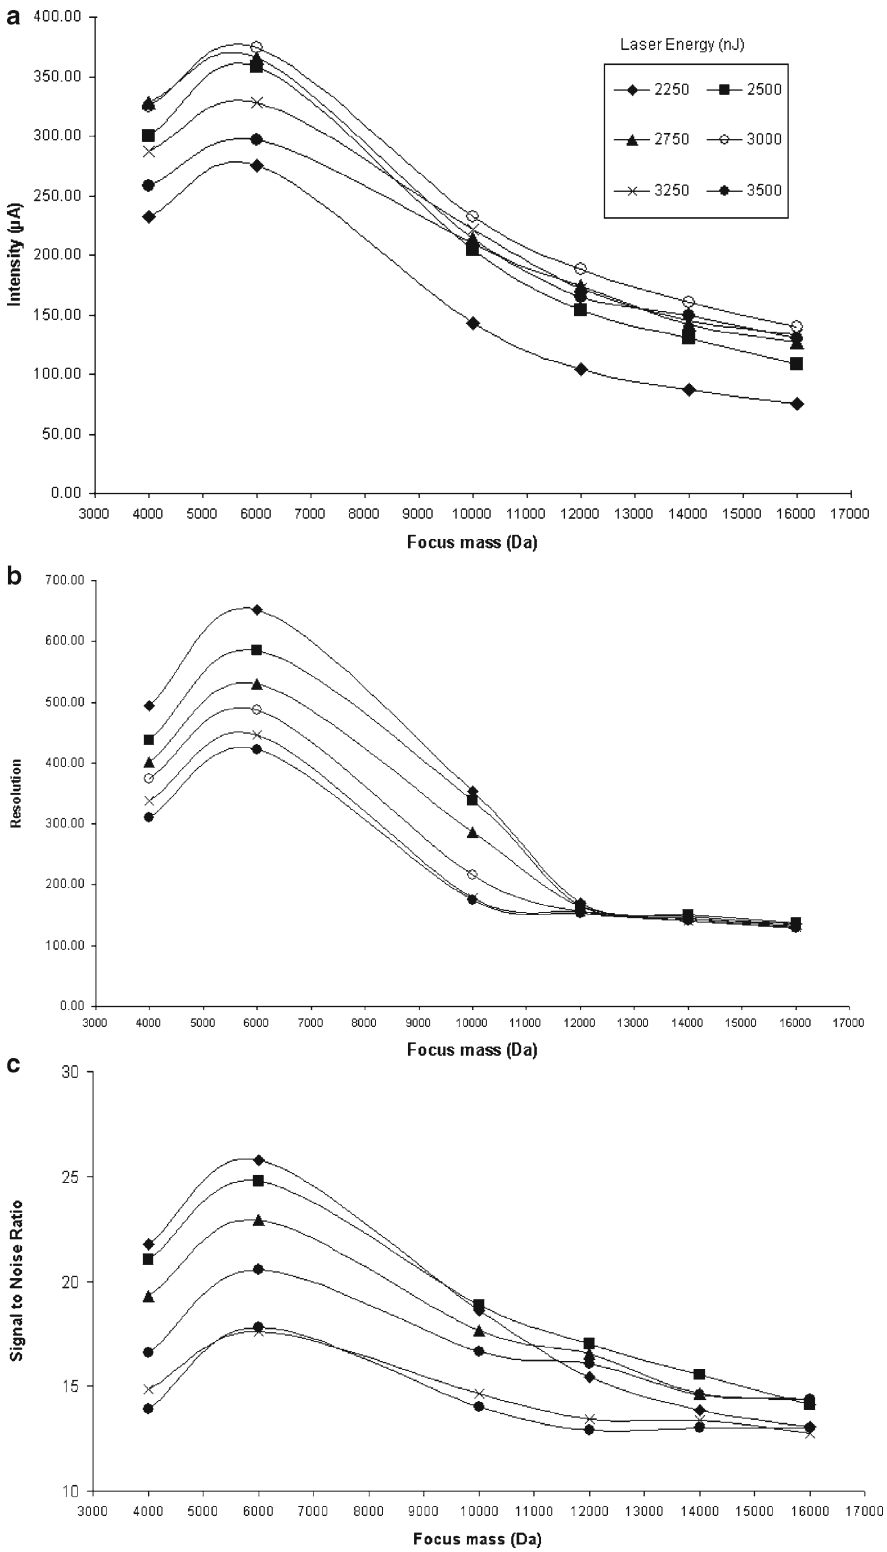 a
400.00
350.00
300.00
250.00
200.00
150.00
100.00
50.00
0.00
Intensity (µA)
Laser Energy (nJ)
2250 2500
2750 3000
3250 3500
3000 4000 5000 6000 7000 8000 9000 10000 11000 12000 13000 14000 15000 16000 17000
Focus mass (Da)
b
700.00
600.00
500.00
400.00
300.00
200.00
100.00
0.00
Resolution
3000 4000 5000 6000 7000 8000 9000 10000 11000 12000 13000 14000 15000 16000 17000
Focus mass (Da)
c
30
25
20
15
10
Signal to Noise Ratio
3000 4000 5000 6000 7000 8000 9000 10000 11000 12000 13000 14000 15000 16000 17000
Focus mass (Da)